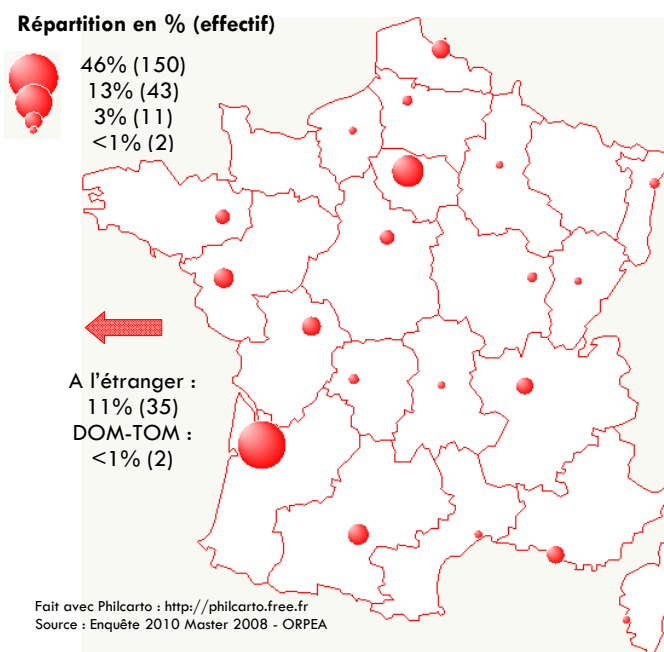 Répartition en % (effectif)
46% (150)
13% (43)
3% (11)
<1% (2)
A l'étranger :
11% (35)
DOM-TOM :
<1% (2)
Fait avec Philcarto : http://philcarto.free.fr
Source : Enquête 2010 Master 2008 - ORPEA